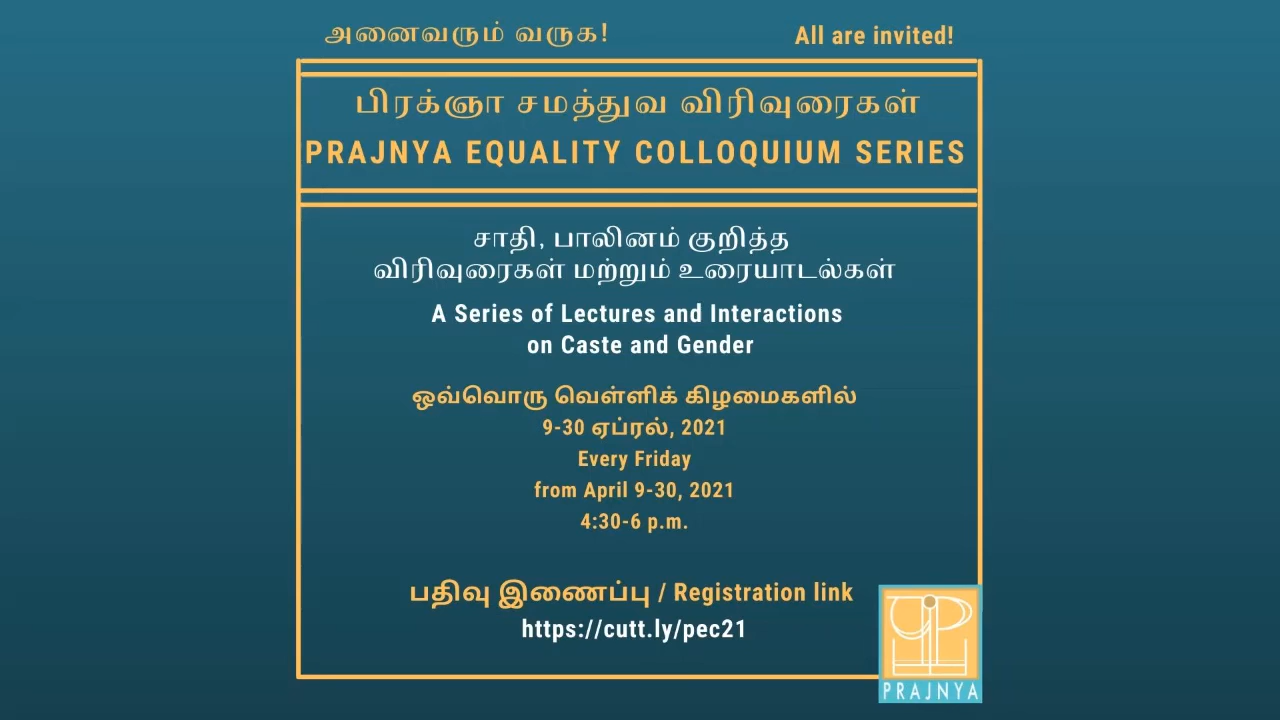 அனைவரும் வருக!
All are invited!
பிரக்ஞா சமத்துவ விரிவுரைகள்
PRAJNYA EQUALITY COLLOQUIUM SERIES
சாதி, பாலினம் குறித்த
விரிவுரைகள் மற்றும் உரையாடல்கள்
A Series of Lectures and Interactions
on Caste and Gender
ஒவ்வொரு வெள்ளிக் கிழமைகளில்
9-30 ஏப்ரல், 2021
Every Friday
from April 9-30, 2021
4:30-6 p.m.
பதிவு இணைப்பு / Registration link
https://cutt.ly/pec21
PRAJNYA